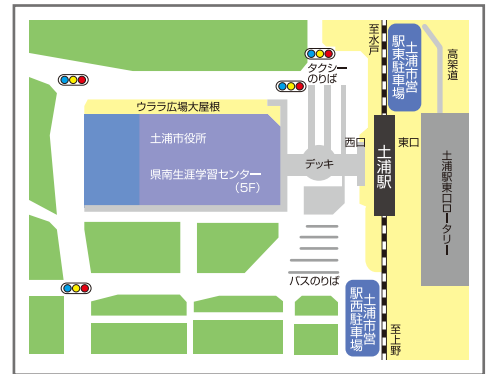 至水戸
土浦市営
駅東駐車場
高架道
タクシー
のりば
ウララ広場大屋根
土浦市役所
県南生涯学習センター
(5F)
デッキ
西口
土浦駅
東口
土浦駅東口ロータリー
バスのりば
土浦市営
駅西駐車場
至上野